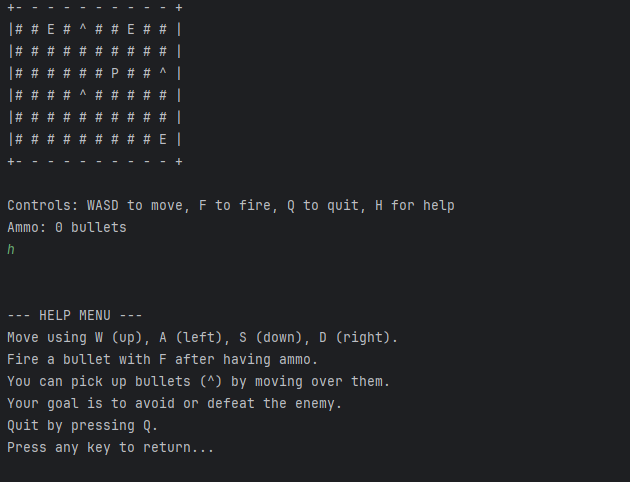 +- - - - - - - - - - +
|# # E # ^ # # E # # |
|# # # # # # # # # # |
|# # # # # # P # # ^ |
|# # # # ^ # # # # # |
|# # # # # # # # # # |
|# # # # # # # # # E |
+- - - - - - - - - - +
Controls: WASD to move, F to fire, Q to quit, H for help
Ammo: 0 bullets
h
--- HELP MENU ---
Move using W (up), A (left), S (down), D (right).
Fire a bullet with F after having ammo.
You can pick up bullets (^) by moving over them.
Your goal is to avoid or defeat the enemy.
Quit by pressing Q.
Press any key to return...